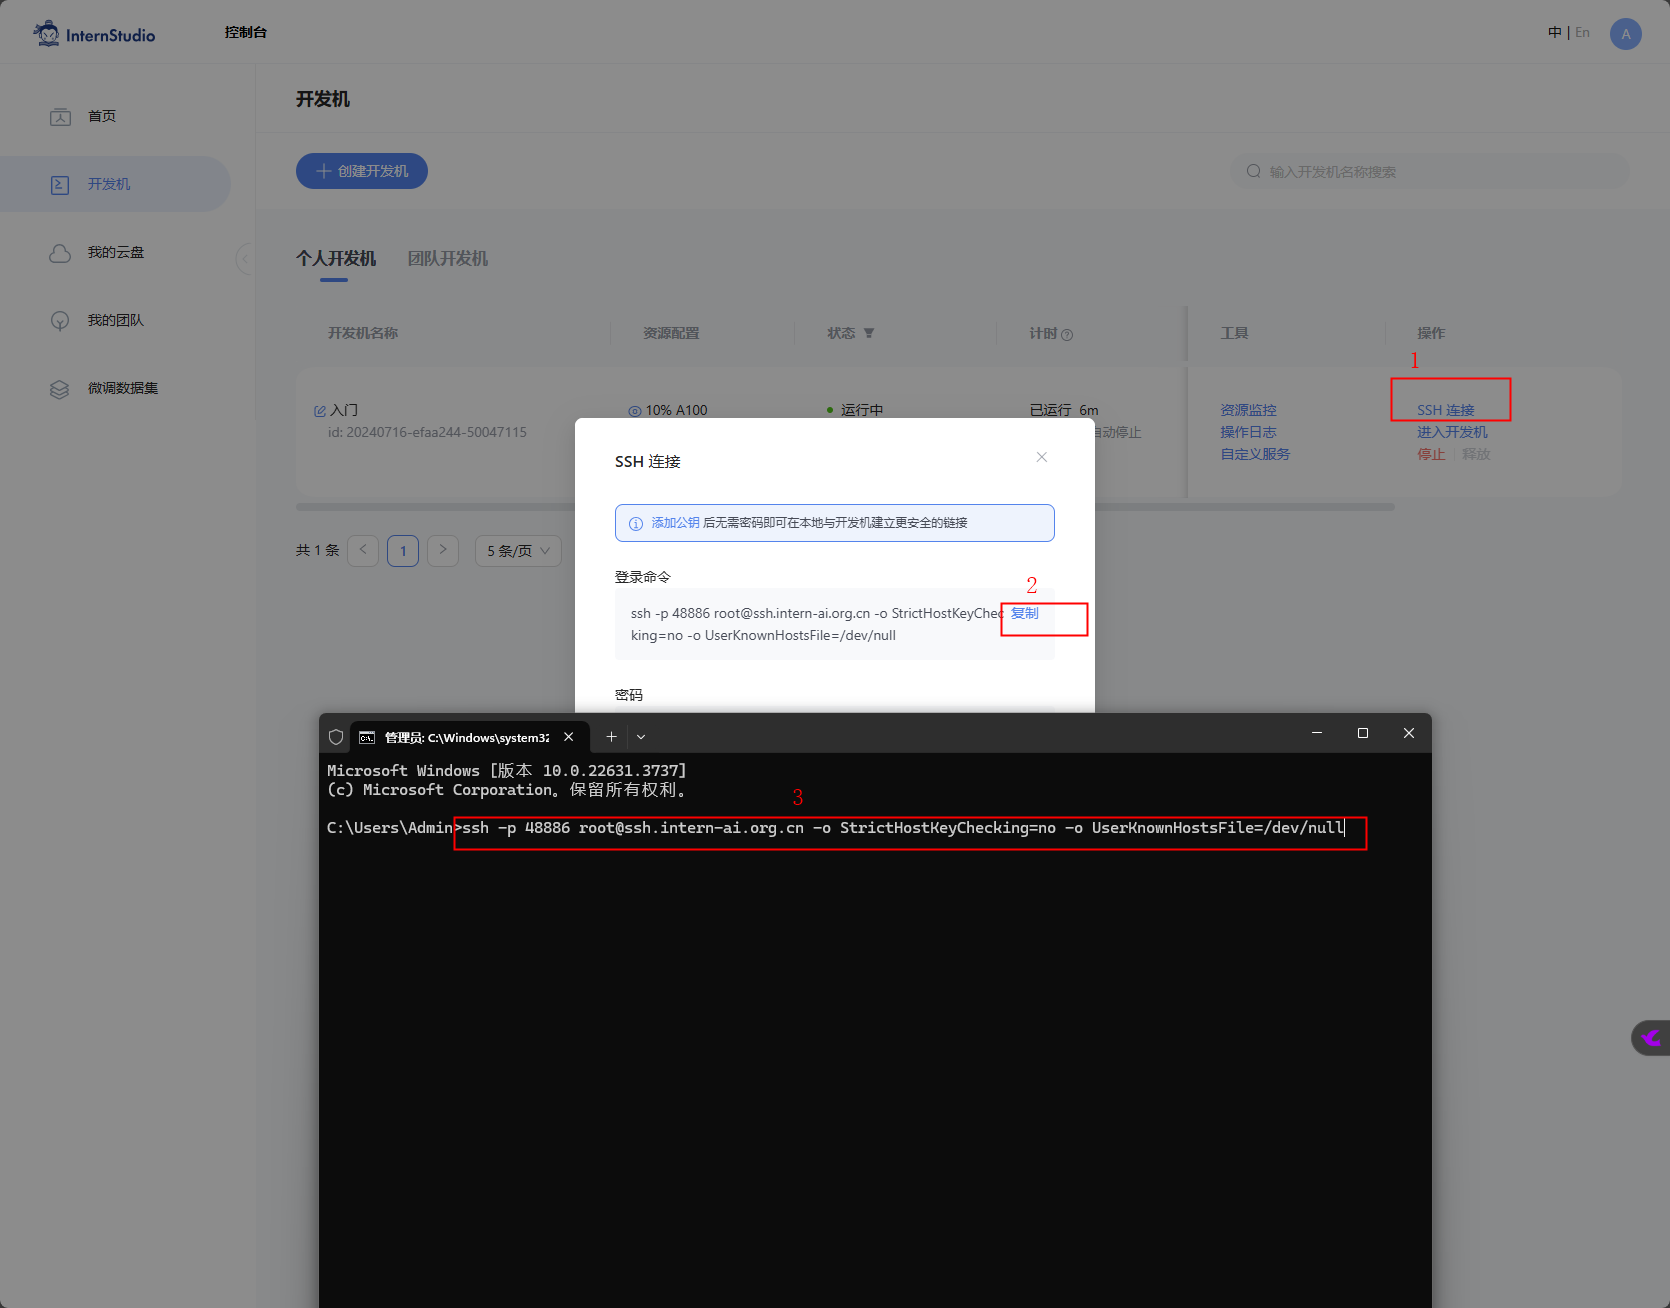 InternStudio
控制台
中 | En
A
首页
开发机
我的云盘
我的团队
微调数据集
开发机
创建开发机
输入开发机名称搜索
个人开发机 团队开发机
开发机名称 资源配置 状态 计时 工具 操作
1
入门 10% A100 运行中 已运行 6m 资源监控 SSH 连接
id: 20240716-efaa244-50047115 自动停止 操作日志 进入开发机
自定义服务 停止 释放
共 1 条 1 5 条/页
SSH 连接
添加公钥 后无需密码即可在本地与开发机建立更安全的链接
登录命令
2
ssh -p 48886 root@ssh.intern-ai.org.cn -o StrictHostKeyChec 复制
king=no -o UserKnownHostsFile=/dev/null
密码
管理员: C:\Windows\system32
Microsoft Windows [版本 10.0.22631.3737]
(c) Microsoft Corporation。保留所有权利。
3
C:\Users\Admin>ssh -p 48886 root@ssh.intern-ai.org.cn -o StrictHostKeyChecking=no -o UserKnownHostsFile=/dev/null